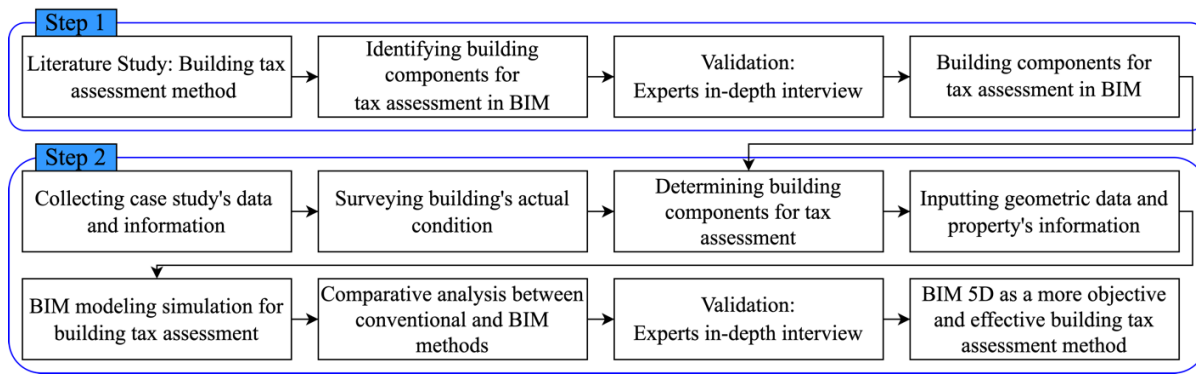 Step 1
Literature Study: Building tax
assessment method
Identifying building
components for
tax assessment in BIM
Validation:
Experts in-depth interview
Building components for
tax assessment in BIM
Step 2
Collecting case study's data
and information
Surveying building's actual
condition
Determining building
components for tax
assessment
Inputting geometric data and
property's information
BIM modeling simulation for
building tax assessment
Comparative analysis between
conventional and BIM
methods
Validation:
Experts in-depth interview
BIM 5D as a more objective
and effective building tax
assessment method